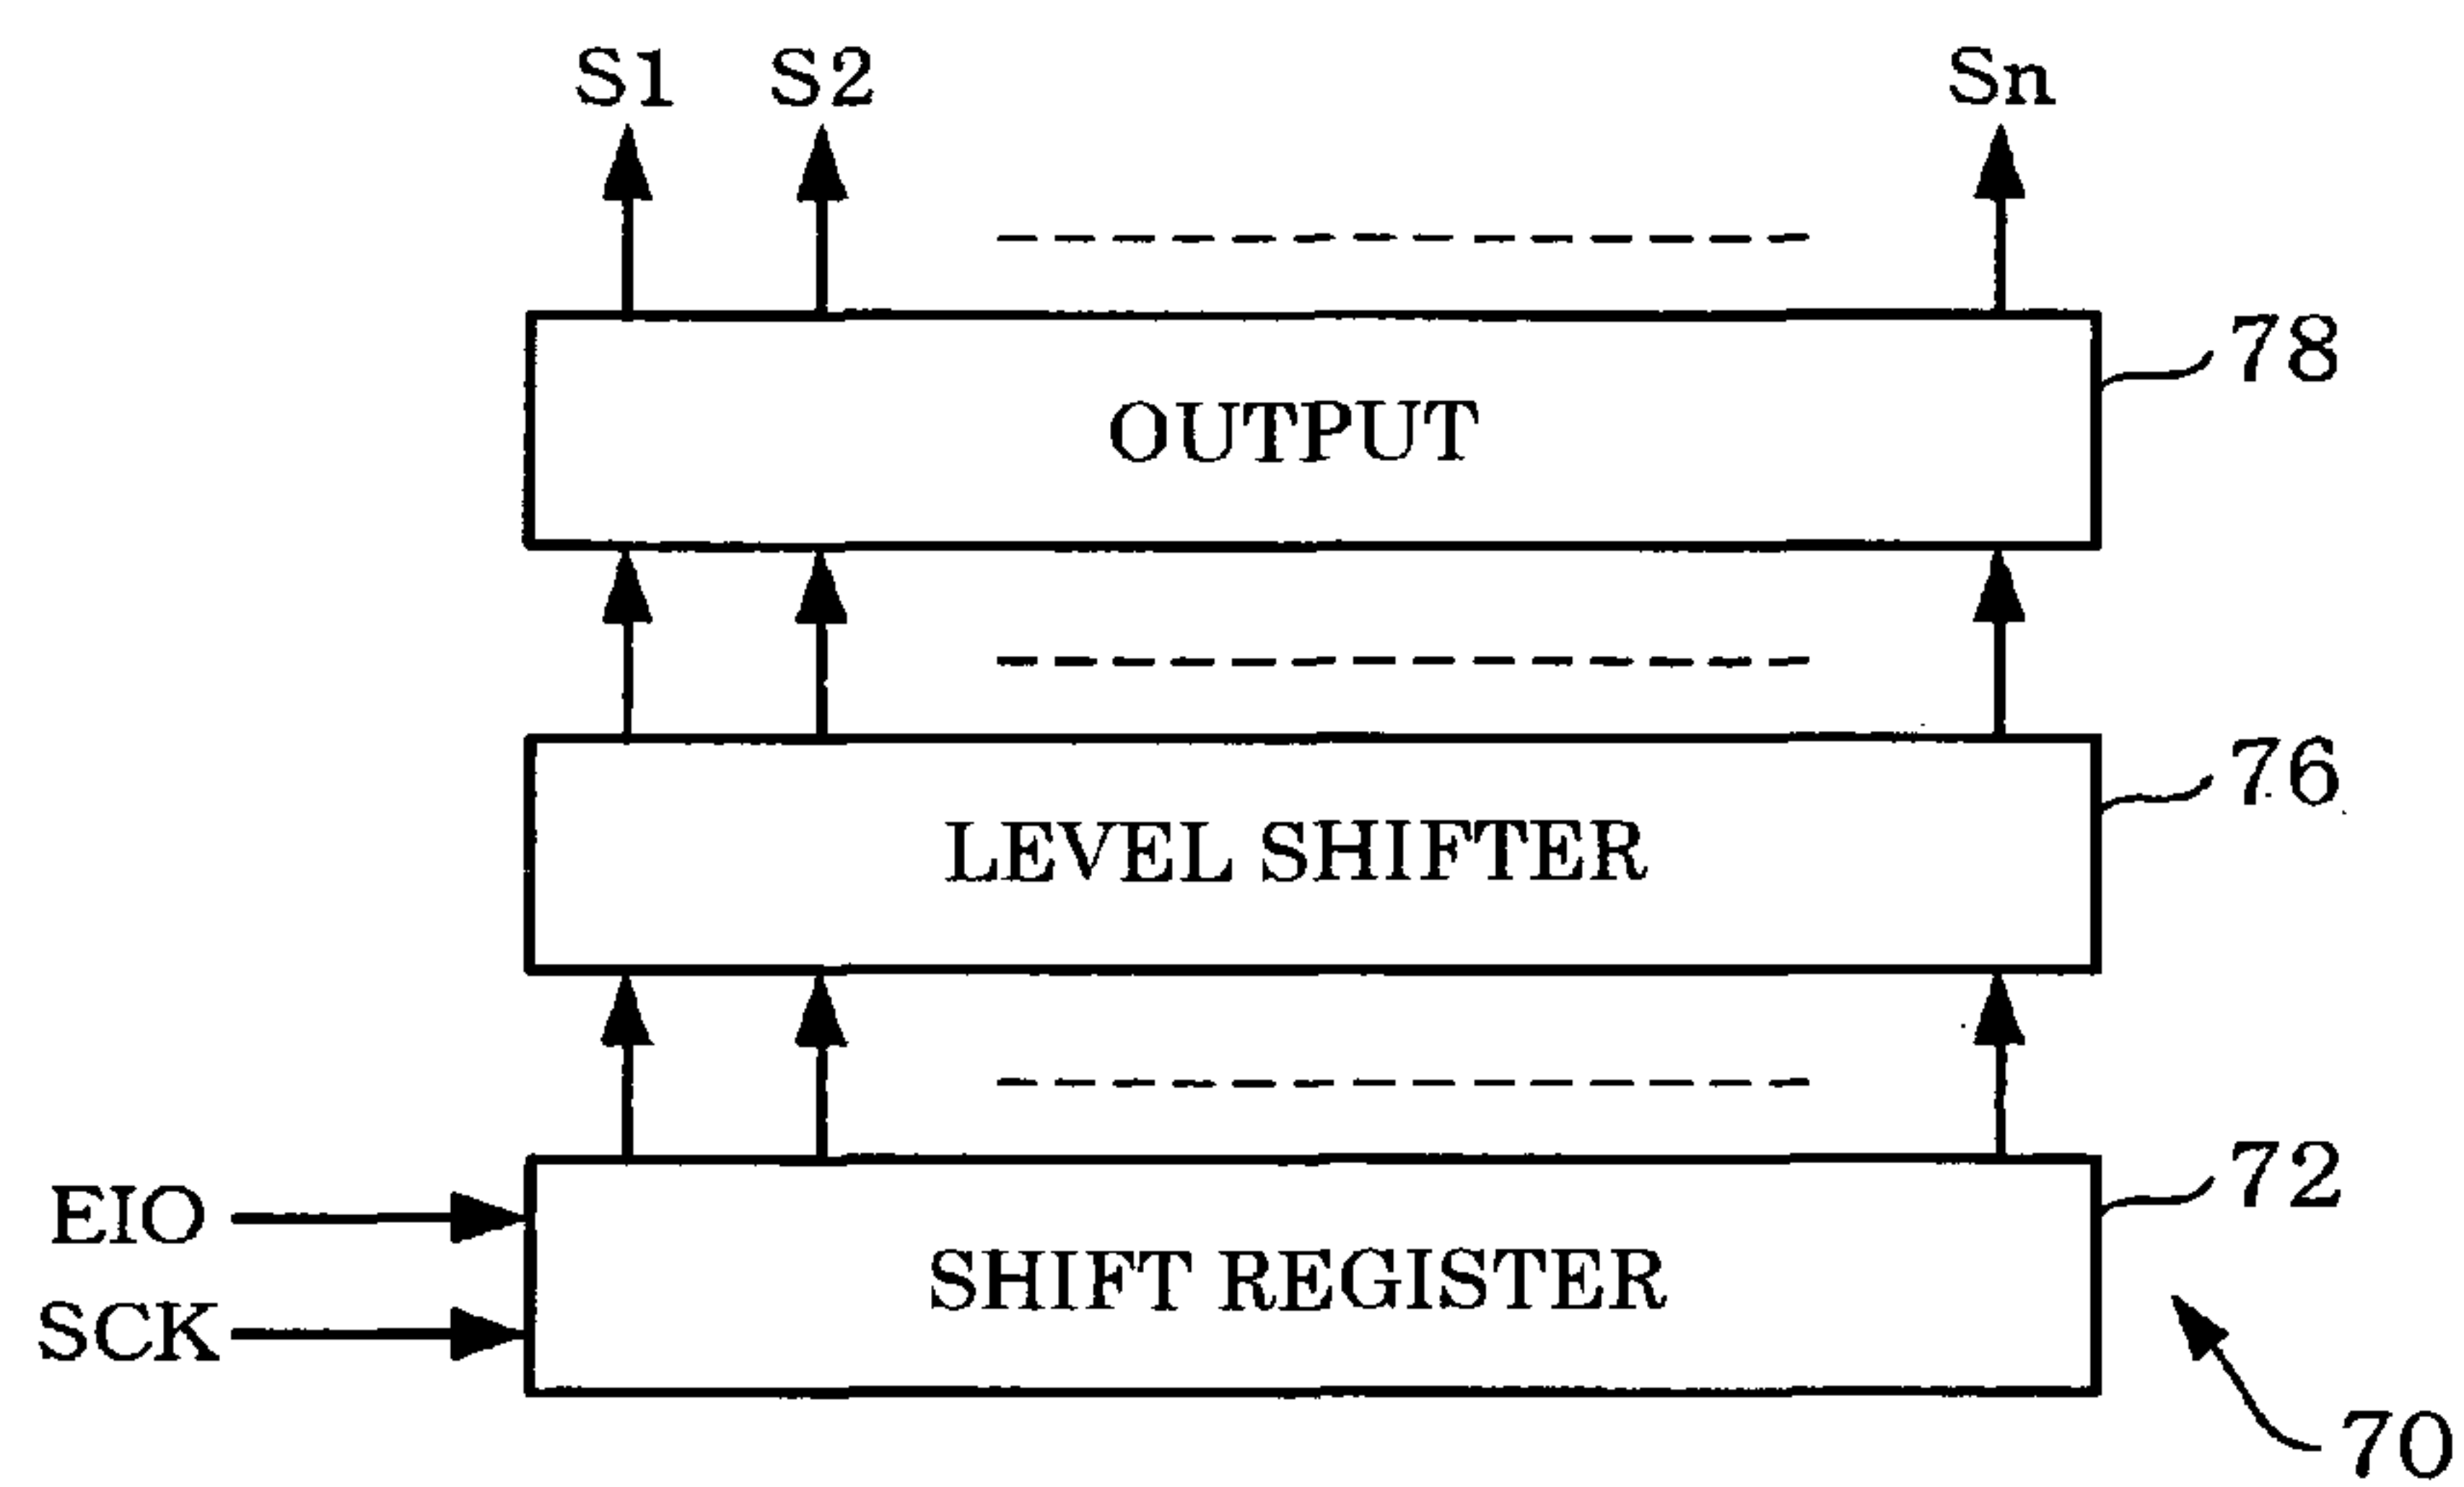 S1 S2 Sn
78
OUTPUT
76
LEVEL SHIFTER
72
EIO
SHIFT REGISTER
SCK
70